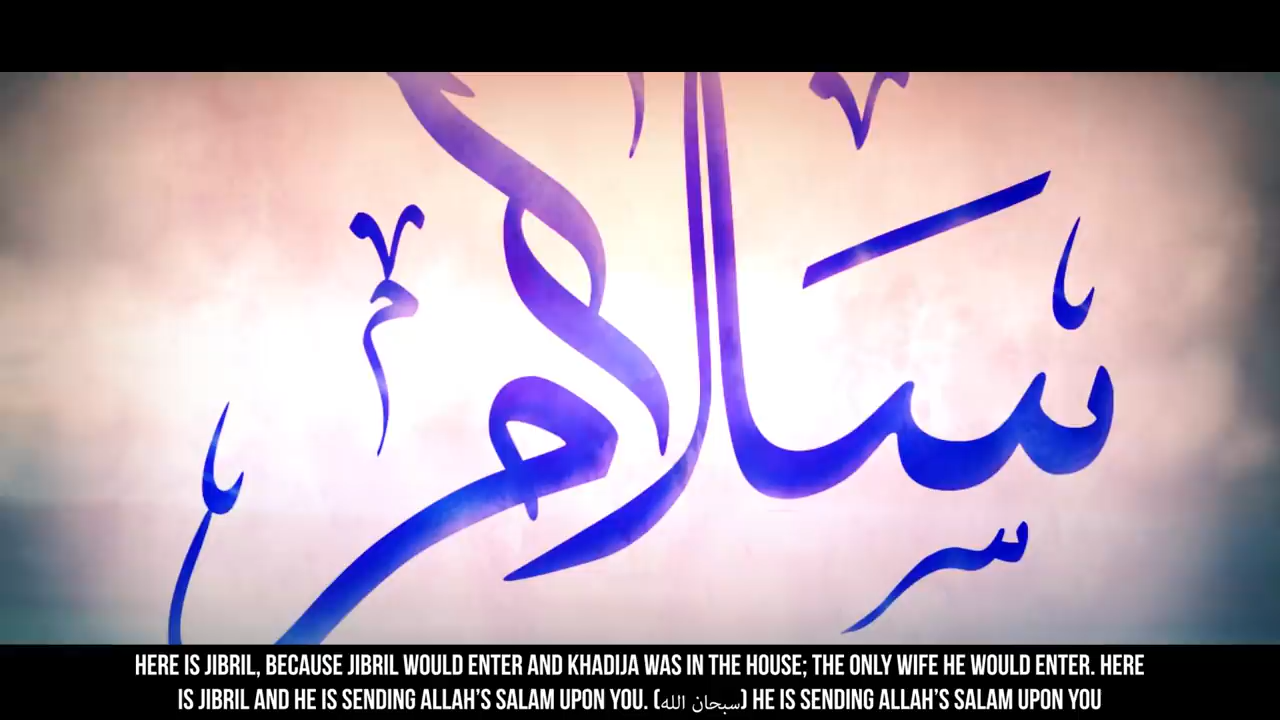 سلام
HERE IS JIBRIL, BECAUSE JIBRIL WOULD ENTER AND KHADIJA WAS IN THE HOUSE; THE ONLY WIFE HE WOULD ENTER. HERE
IS JIBRIL AND HE IS SENDING ALLAH'S SALAM UPON YOU. (سبحان الله) HE IS SENDING ALLAH'S SALAM UPON YOU